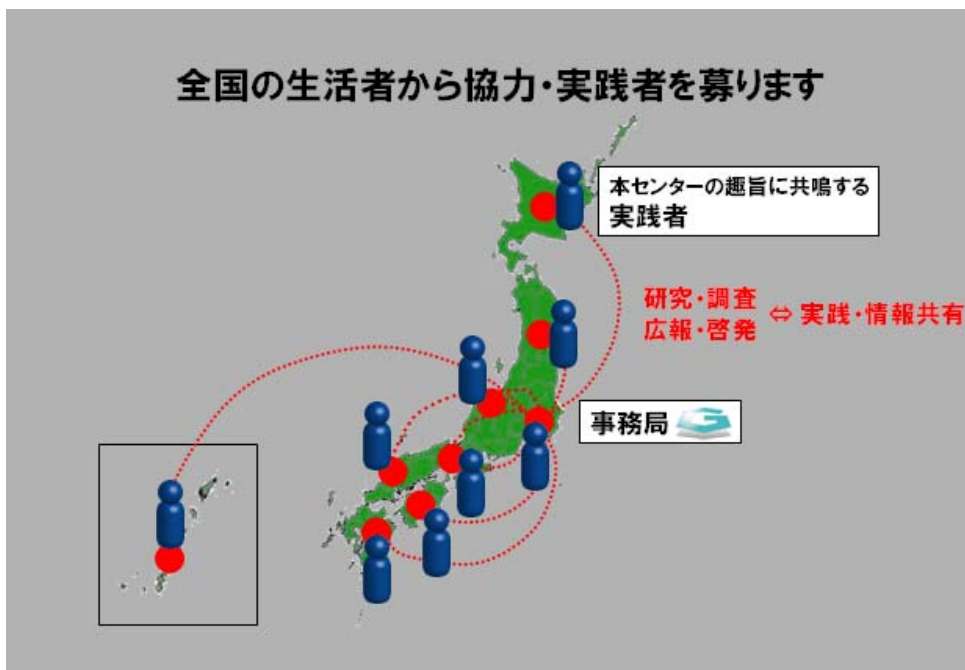 全国の生活者から協力・実践者を募ります
本センターの趣旨に共鳴する
実践者
研究・調査
広報・啓発 ⇔ 実践・情報共有
事務局